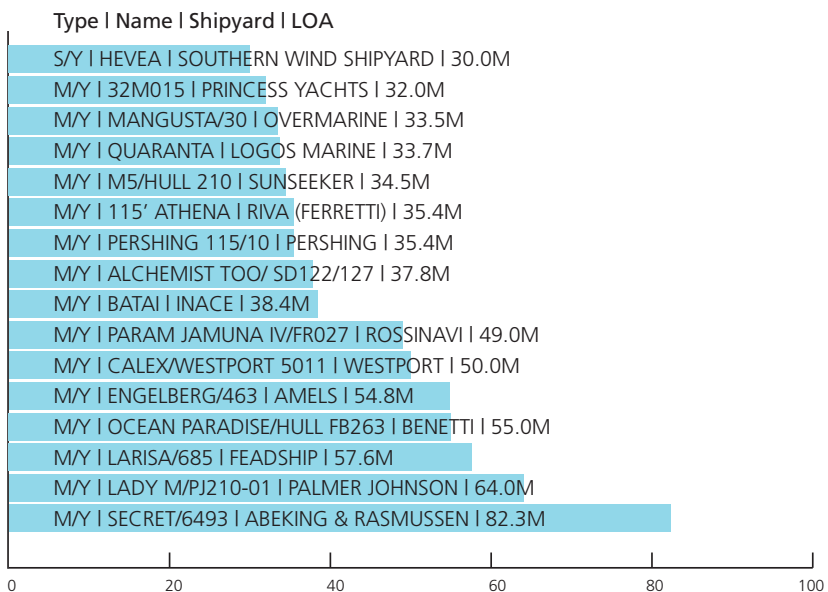 Type l Name l Shipyard l LOA
S/Y l HEVEA l SOUTHERN WIND SHIPYARD l 30.0M
M/Y l 32M015 l PRINCESS YACHTS l 32.0M
M/Y l MANGUSTA/30 l OVERMARINE l 33.5M
M/Y l QUARANTA l LOGOS MARINE l 33.7M
M/Y l M5/HULL 210 l SUNSEEKER l 34.5M
M/Y l 115’ ATHENA l RIVA (FERRETTI) l 35.4M
M/Y l PERSHING 115/10 l PERSHING l 35.4M
M/Y l ALCHEMIST TOO/ SD122/127 l 37.8M
M/Y l BATAI l INACE l 38.4M
M/Y l PARAM JAMUNA IV/FR027 l ROSSINAVI l 49.0M
M/Y l CALEX/WESTPORT 5011 l WESTPORT l 50.0M
M/Y l ENGELBERG/463 l AMELS l 54.8M
M/Y l OCEAN PARADISE/HULL FB263 l BENETTI l 55.0M
M/Y l LARISA/685 l FEADSHIP l 57.6M
M/Y l LADY M/PJ210-01 l PALMER JOHNSON l 64.0M
M/Y l SECRET/6493 l ABEKING & RASMUSSEN l 82.3M
0 20 40 60 80 100